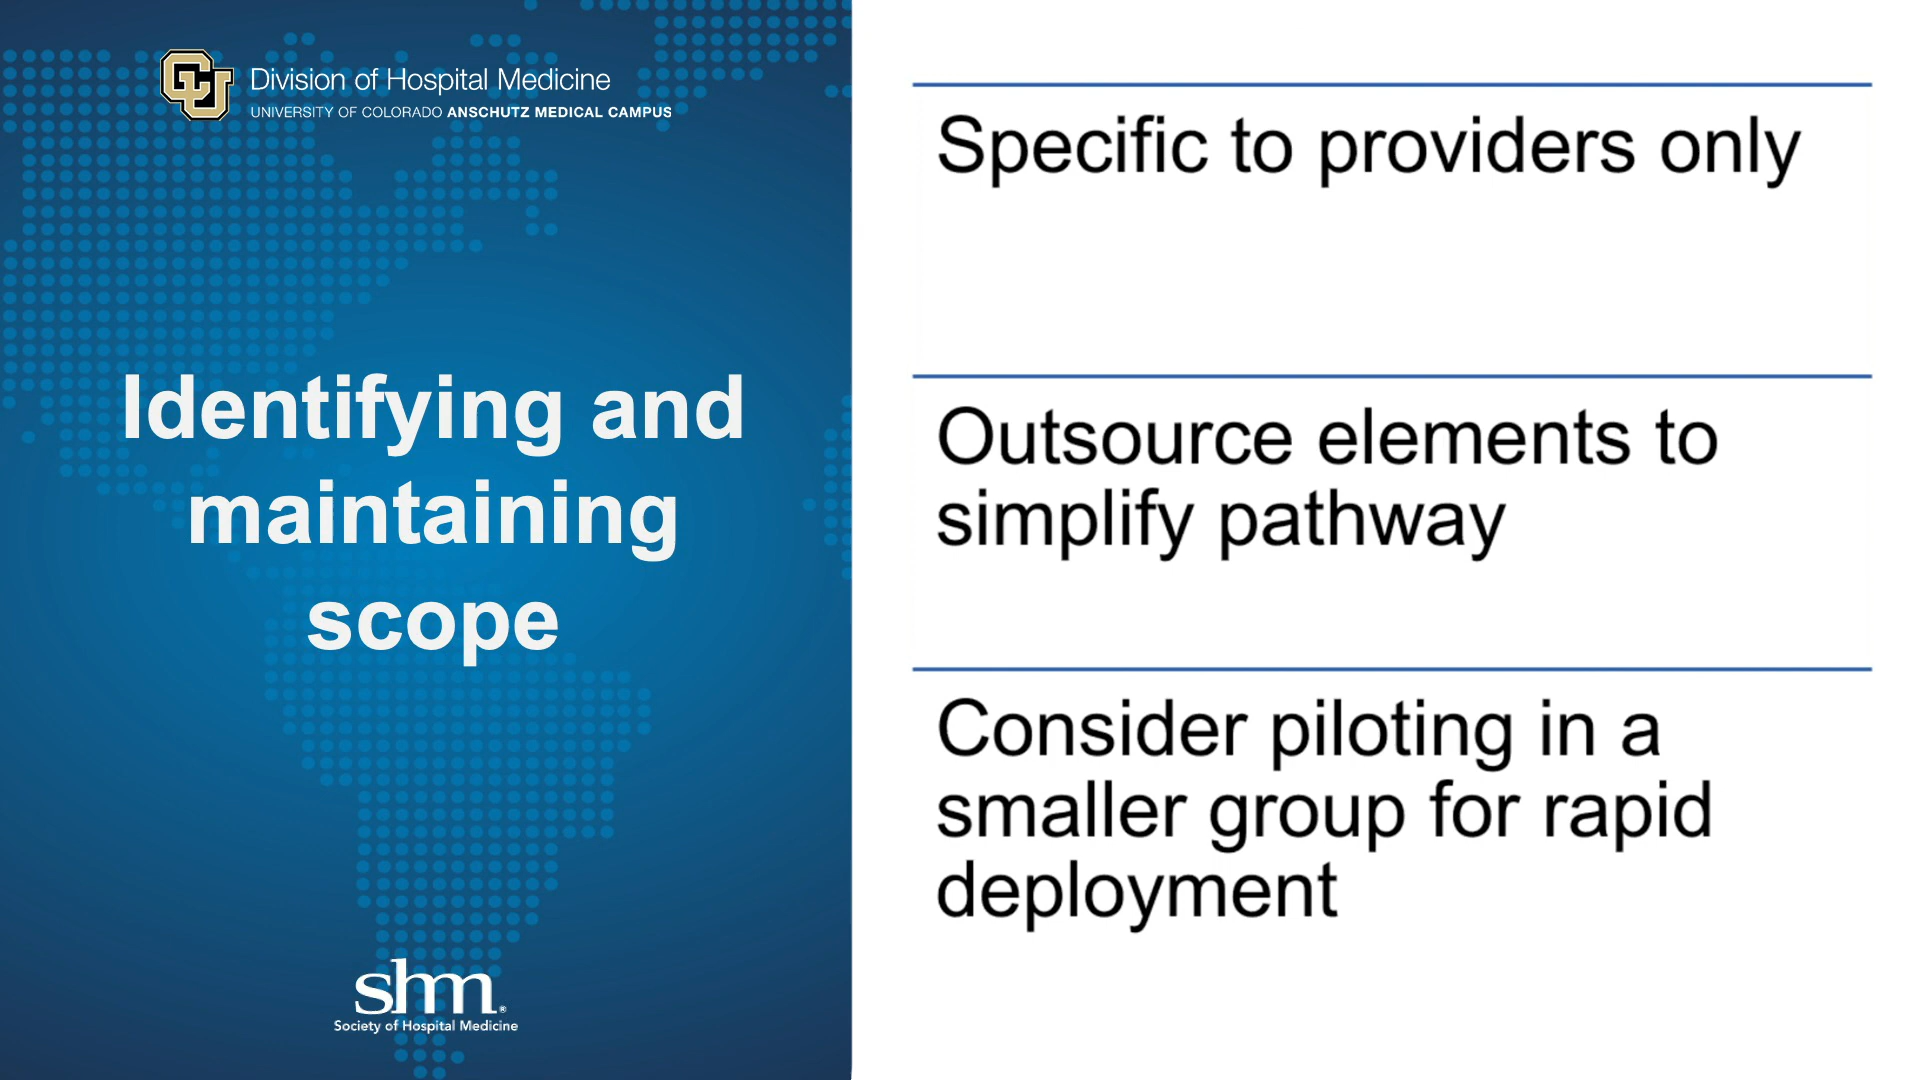 CU
Division of Hospital Medicine
UNIVERSITY OF COLORADO ANSCHUTZ MEDICAL CAMPUS
Identifying and
maintaining
scope
shm®
Society of Hospital Medicine
Specific to providers only
Outsource elements to
simplify pathway
Consider piloting in a
smaller group for rapid
deployment